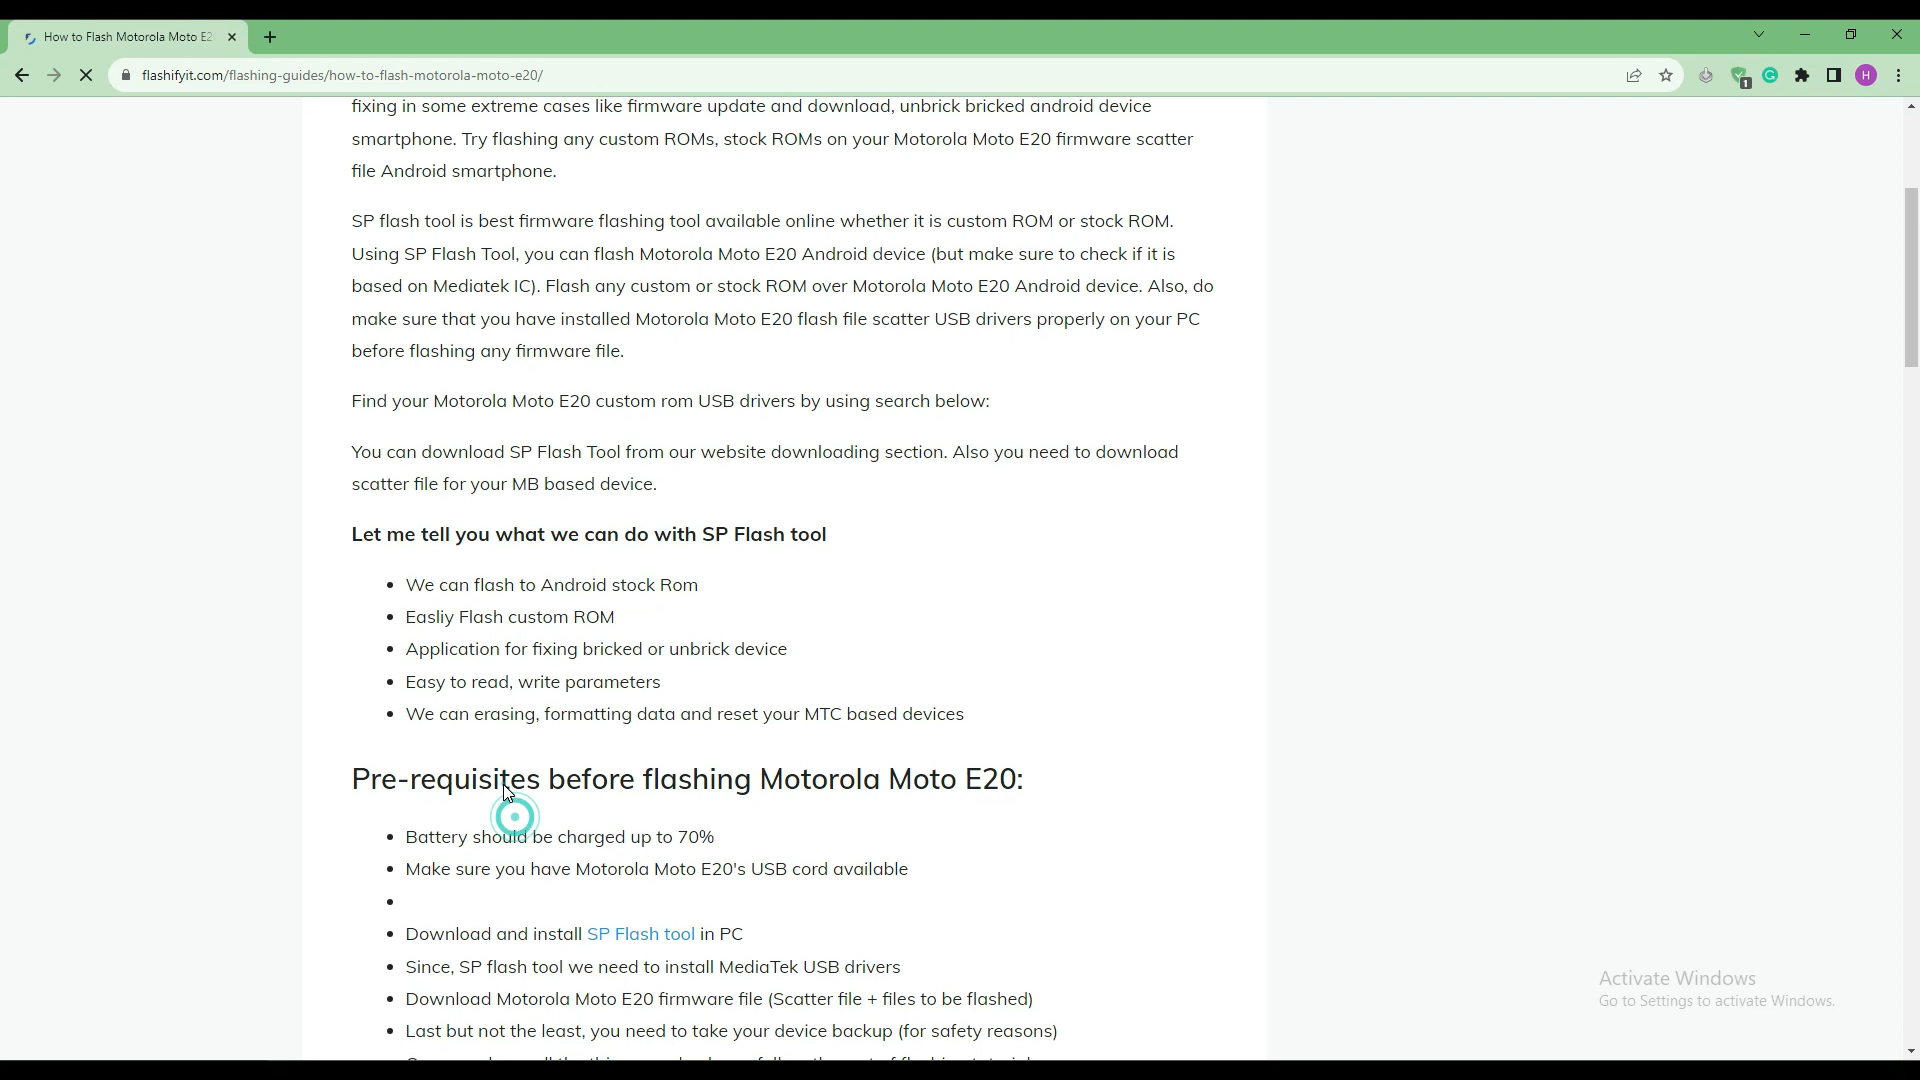 How to Flash Motorola Moto E2
flashifyit.com/flashing-guides/how-to-flash-motorola-moto-e20/
1
H
fixing in some extreme cases like firmware update and download, unbrick bricked android device
smartphone. Try flashing any custom ROMs, stock ROMs on your Motorola Moto E20 firmware scatter
file Android smartphone.
SP flash tool is best firmware flashing tool available online whether it is custom ROM or stock ROM.
Using SP Flash Tool, you can flash Motorola Moto E20 Android device (but make sure to check if it is
based on Mediatek IC). Flash any custom or stock ROM over Motorola Moto E20 Android device. Also, do
make sure that you have installed Motorola Moto E20 flash file scatter USB drivers properly on your PC
before flashing any firmware file.
Find your Motorola Moto E20 custom rom USB drivers by using search below:
You can download SP Flash Tool from our website downloading section. Also you need to download
scatter file for your MB based device.
Let me tell you what we can do with SP Flash tool
• We can flash to Android stock Rom
• Easliy Flash custom ROM
• Application for fixing bricked or unbrick device
• Easy to read, write parameters
• We can erasing, formatting data and reset your MTC based devices
Pre-requisites before flashing Motorola Moto E20:
• Battery should be charged up to 70%
• Make sure you have Motorola Moto E20's USB cord available
•
• Download and install SP Flash tool in PC
• Since, SP flash tool we need to install MediaTek USB drivers
• Download Motorola Moto E20 firmware file (Scatter file + files to be flashed)
• Last but not the least, you need to take your device backup (for safety reasons)
Activate Windows
Go to Settings to activate Windows.